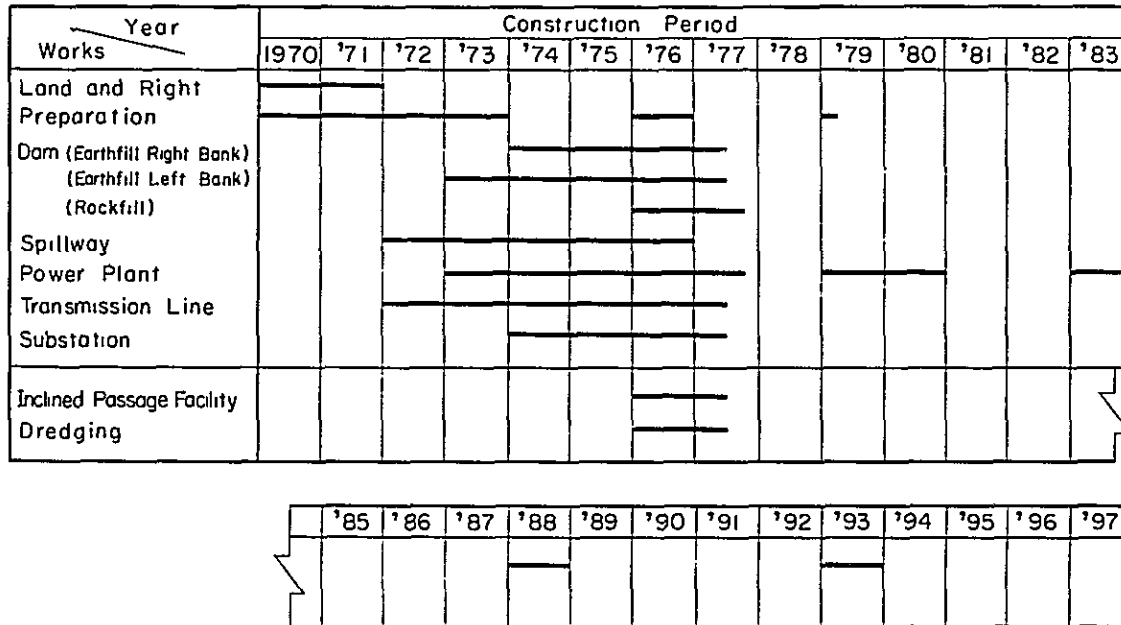 Year Construction Period
Works 1970 '71 '72 '73 '74 '75 '76 '77 '78 '79 '80 '81 '82 '83
Land and Right
Preparation
Dam (Earthfill Right Bank)
(Earthfill Left Bank)
(Rockfill)
Spillway
Power Plant
Transmission Line
Substation
Inclined Passage Facility
Dredging
'85 '86 '87 '88 '89 '90 '91 '92 '93 '94 '95 '96 '97